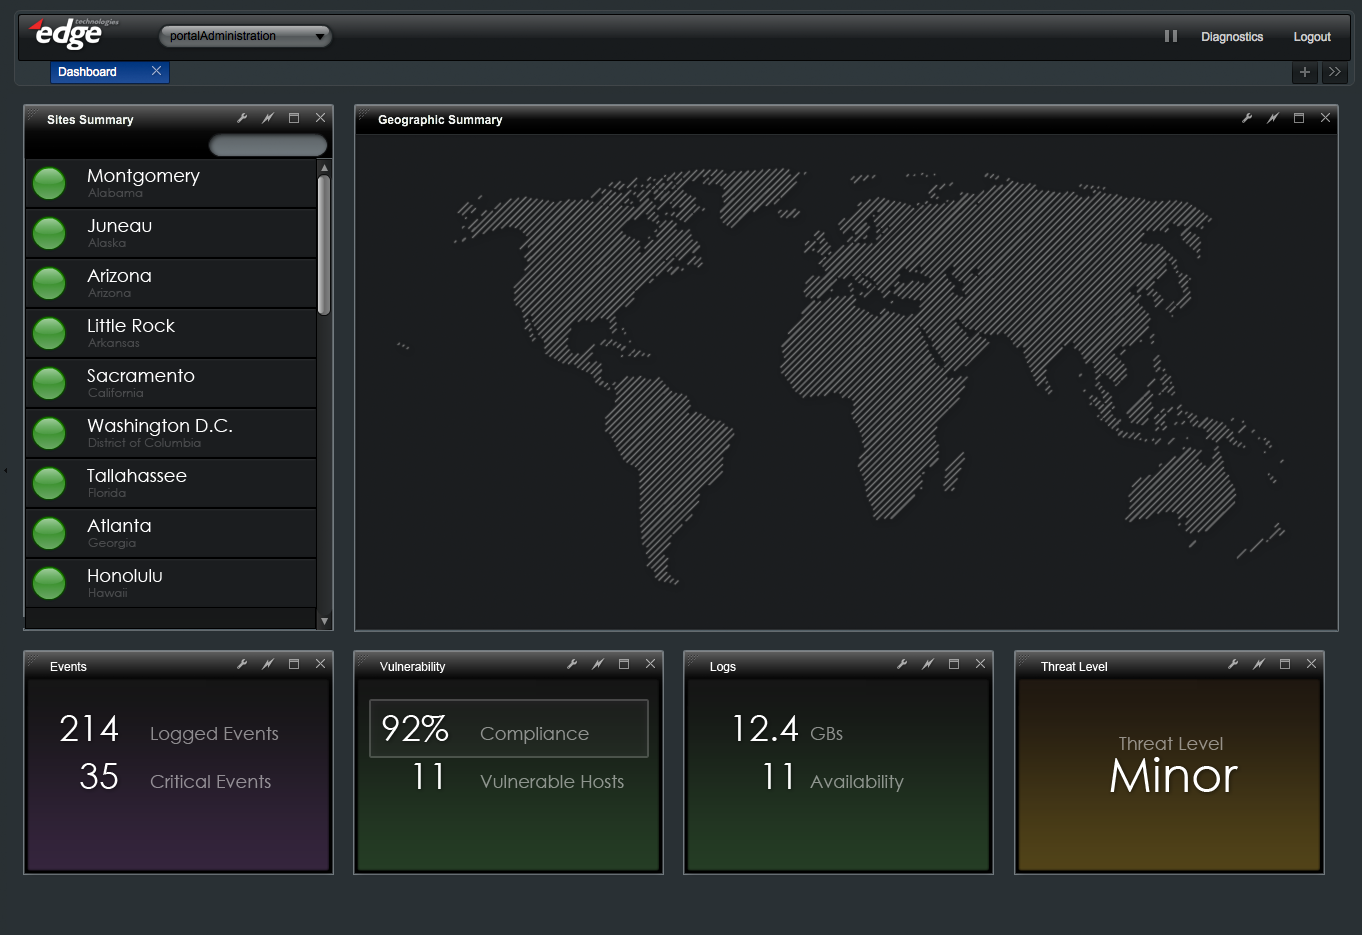 technologies
edge
portalAdministration
Diagnostics
Logout
Dashboard
Sites Summary
Montgomery
Alabama
Juneau
Alaska
Arizona
Arizona
Little Rock
Arkansas
Sacramento
California
Washington D.C.
District of Columbia
Tallahassee
Florida
Atlanta
Georgia
Honolulu
Hawaii
Geographic Summary
Events
214 Logged Events
35 Critical Events
Vulnerability
92% Compliance
11 Vulnerable Hosts
Logs
12.4 GBs
11 Availability
Threat Level
Threat Level
Minor